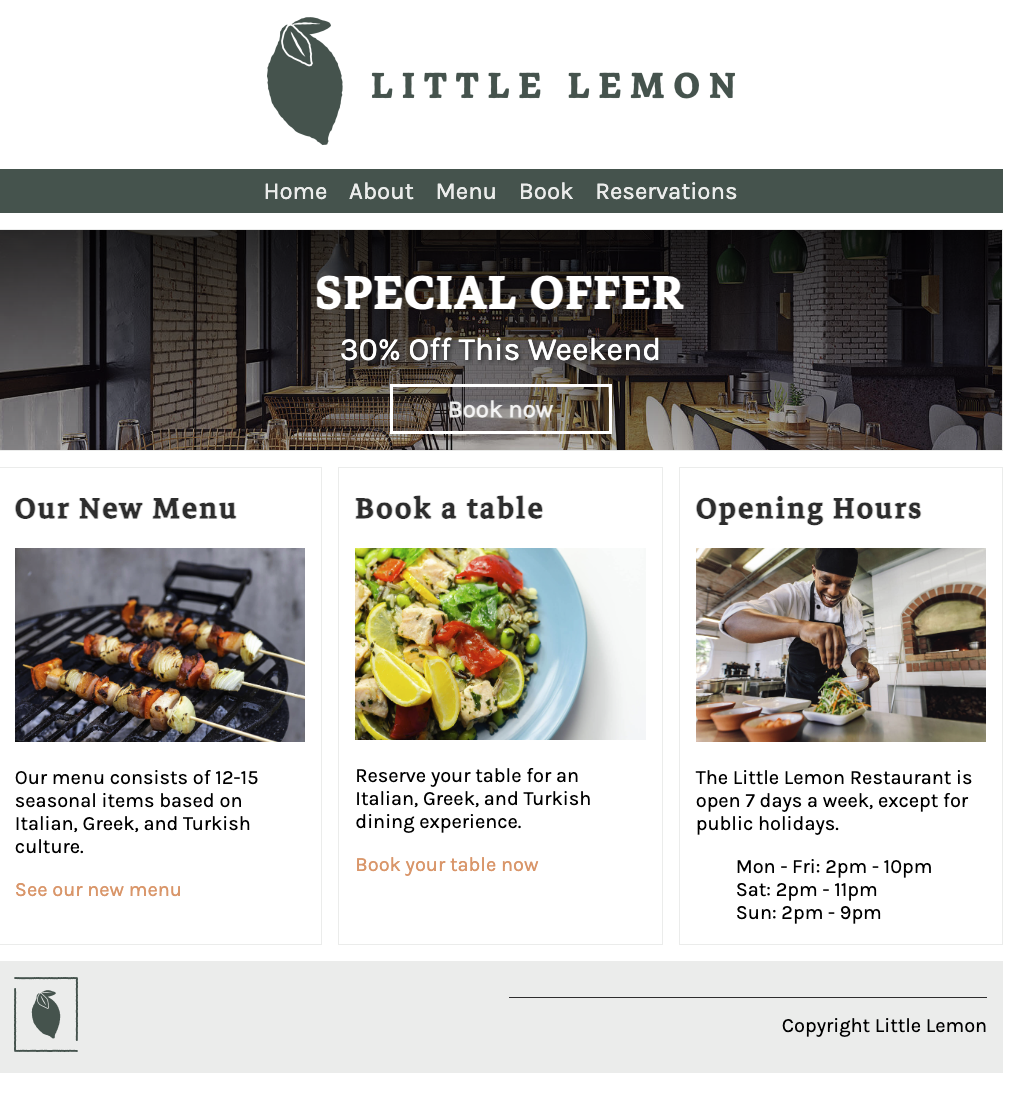 LITTLE LEMON
Home About Menu Book Reservations
SPECIAL OFFER
30% Off This Weekend
Book now
Our New Menu
Our menu consists of 12-15
seasonal items based on
Italian, Greek, and Turkish
culture.
See our new menu
Book a table
Reserve your table for an
Italian, Greek, and Turkish
dining experience.
Book your table now
Opening Hours
The Little Lemon Restaurant is
open 7 days a week, except for
public holidays.
Mon - Fri: 2pm - 10pm
Sat: 2pm - 11pm
Sun: 2pm - 9pm
Copyright Little Lemon